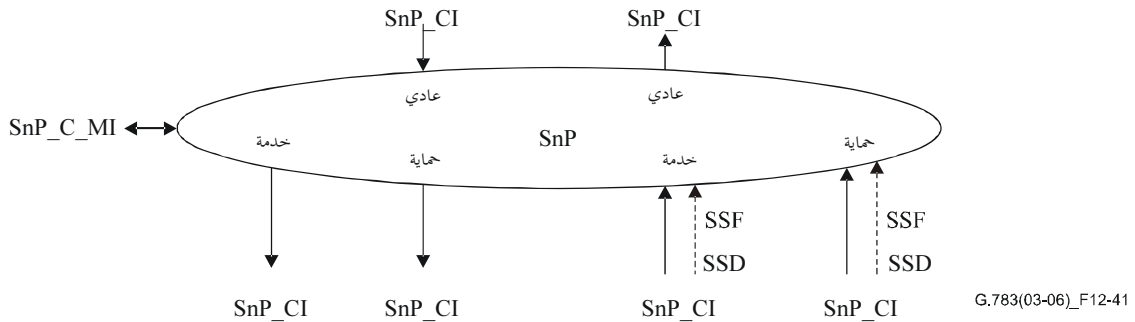 SnP_CI SnP_CI
عادي عادي
SnP_C_MI SnP
خدمة حماية خدمة حماية
SSF SSF
SSD SSD
SnP_CI SnP_CI SnP_CI SnP_CI
G.783(03-06)_F12-41